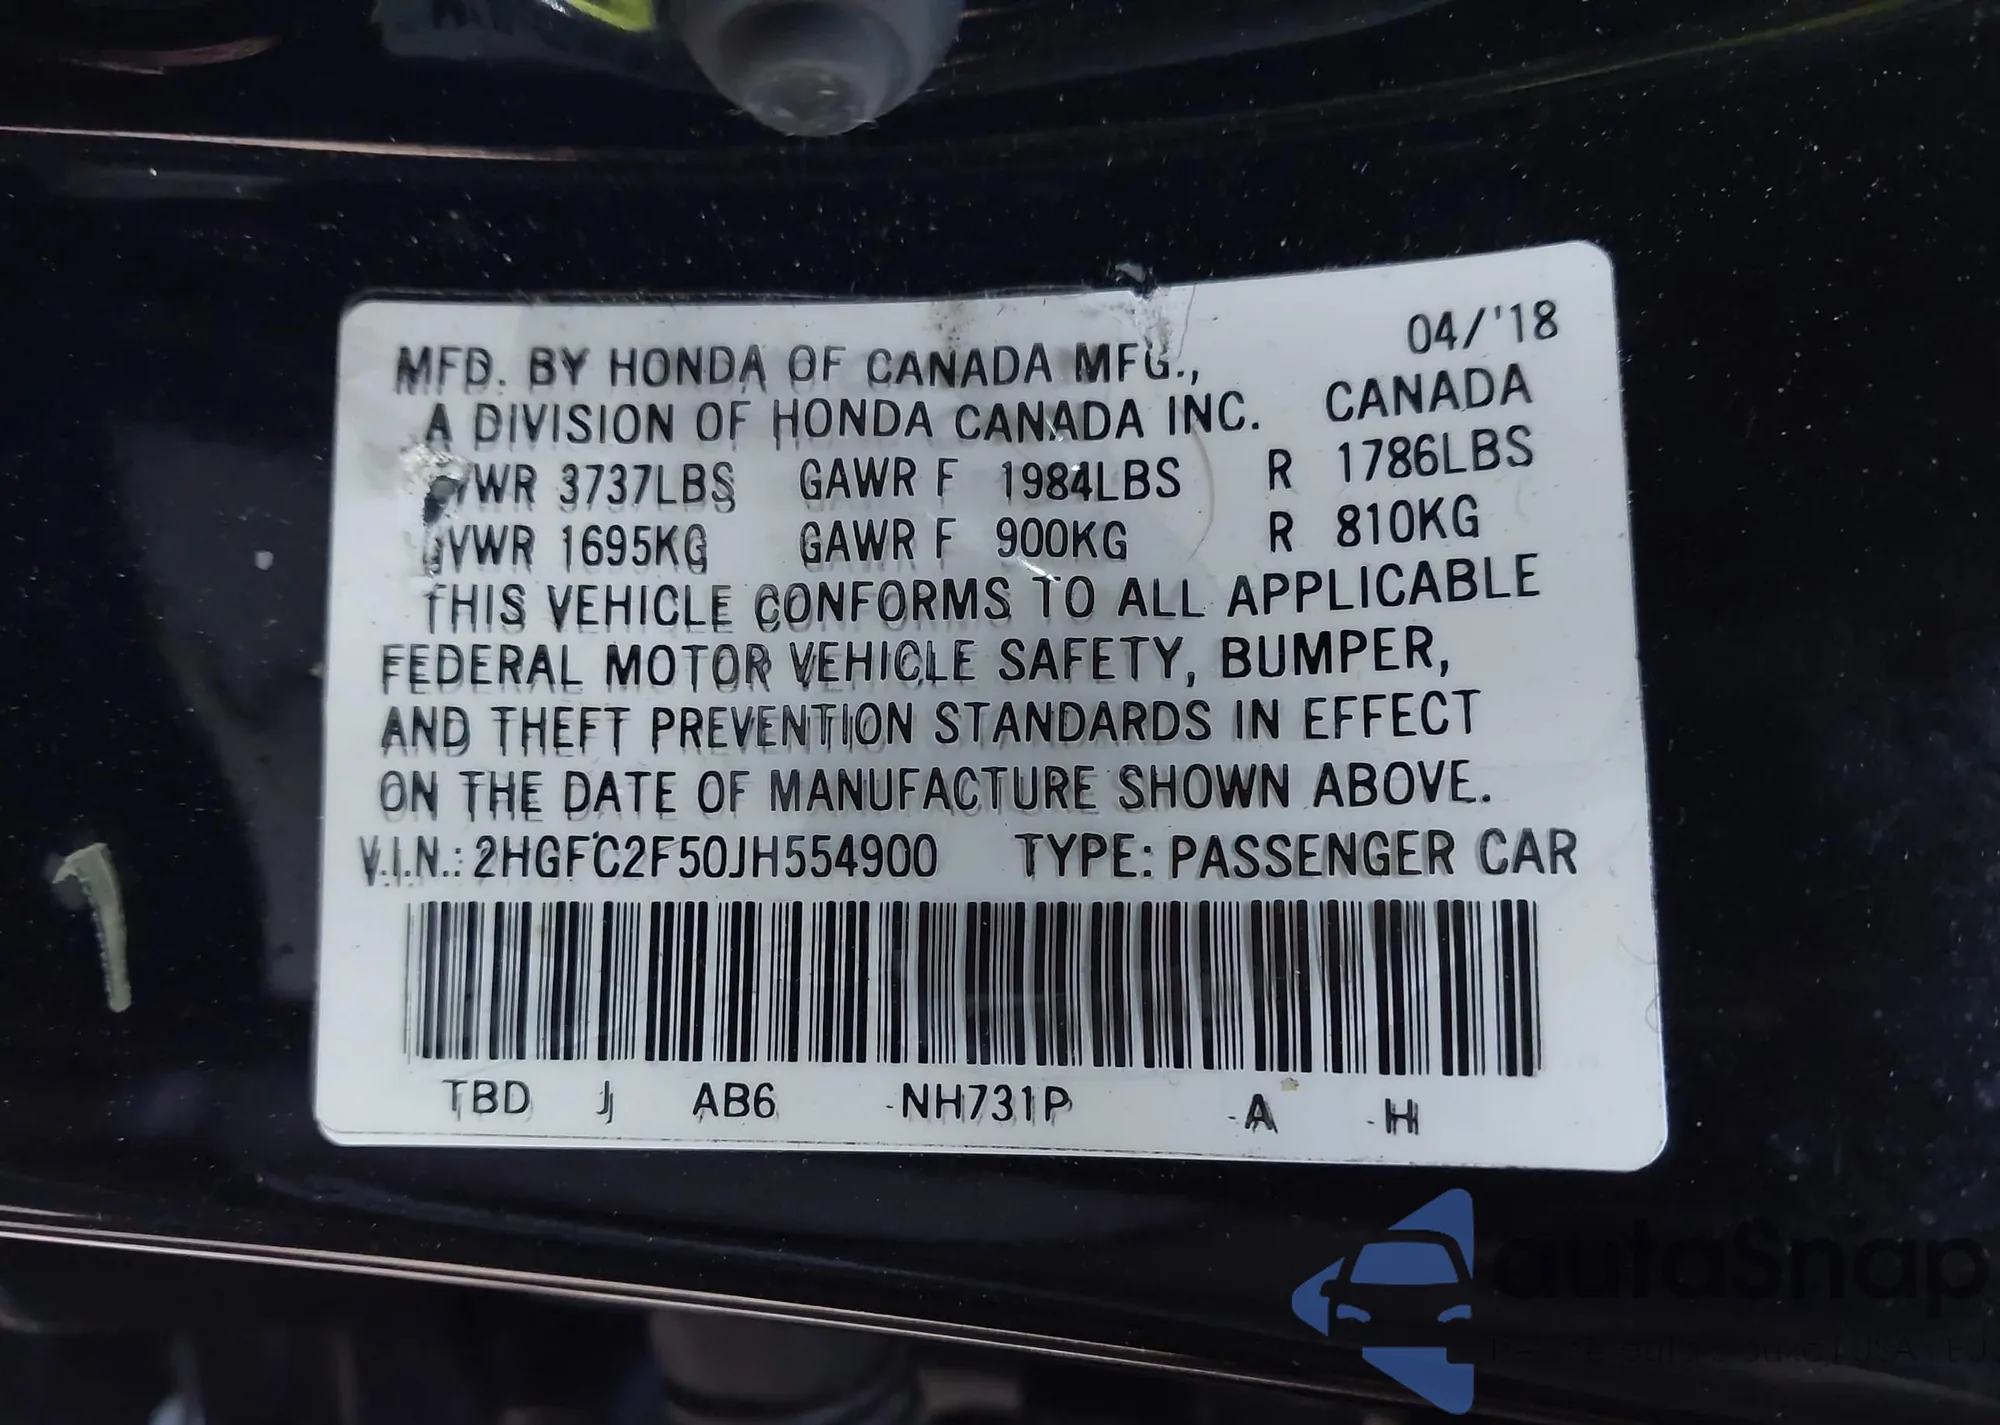 04/'18
MFD. BY HONDA OF CANADA MFG.,
A DIVISION OF HONDA CANADA INC. CANADA
GVWR 3737LBS GAWR F 1984LBS R 1786LBS
GVWR 1695KG GAWR F 900KG R 810KG
THIS VEHICLE CONFORMS TO ALL APPLICABLE
FEDERAL MOTOR VEHICLE SAFETY, BUMPER,
AND THEFT PREVENTION STANDARDS IN EFFECT
ON THE DATE OF MANUFACTURE SHOWN ABOVE.
V.I.N.: 2HGFC2F50JH554900 TYPE: PASSENGER CAR
TBD J AB6 -NH731P -A -H
1
autoSnap